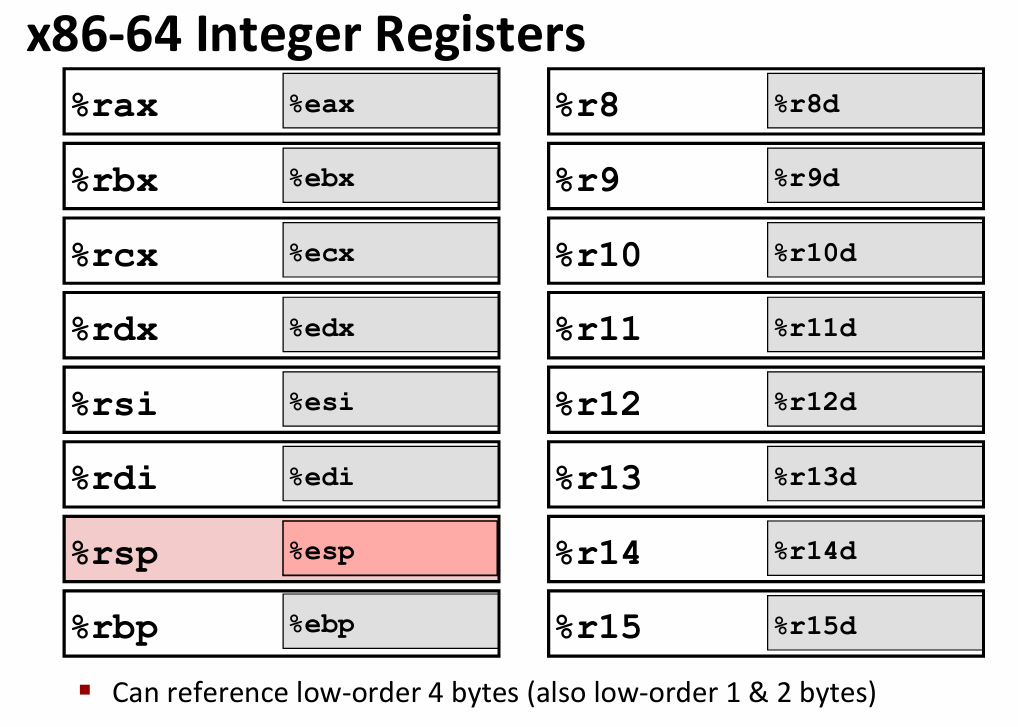 x86-64 Integer Registers
%rax %eax %r8 %r8d
%rbx %ebx %r9 %r9d
%rcx %ecx %r10 %r10d
%rdx %edx %r11 %r11d
%rsi %esi %r12 %r12d
%rdi %edi %r13 %r13d
%rsp %esp %r14 %r14d
%rbp %ebp %r15 %r15d
▪ Can reference low-order 4 bytes (also low-order 1 & 2 bytes)